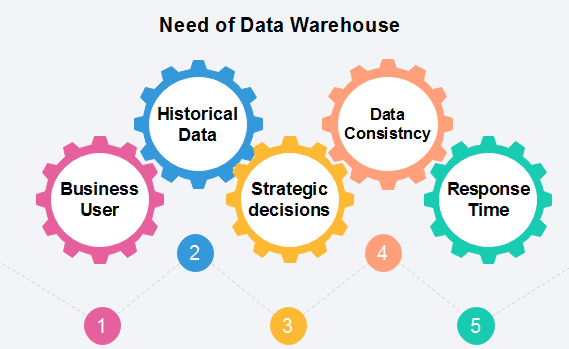 Need of Data Warehouse
Business
User
Historical
Data
Strategic
decisions
Data
Consistncy
Response
Time
1
2
3
4
5